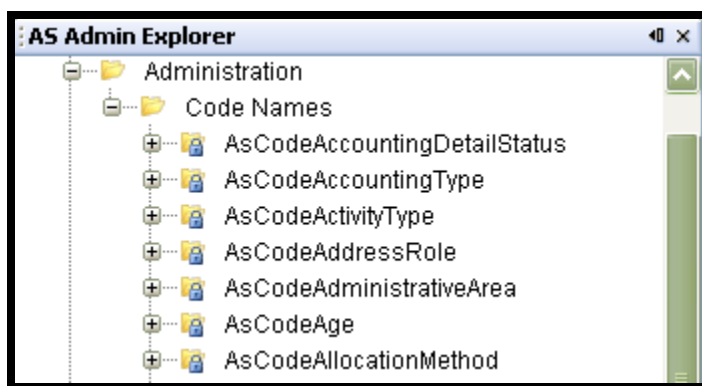 AS Admin Explorer
Administration
Code Names
AsCodeAccountingDetailStatus
AsCodeAccountingType
AsCodeActivityType
AsCodeAddressRole
AsCodeAdministrativeArea
AsCodeAge
AsCodeAllocationMethod